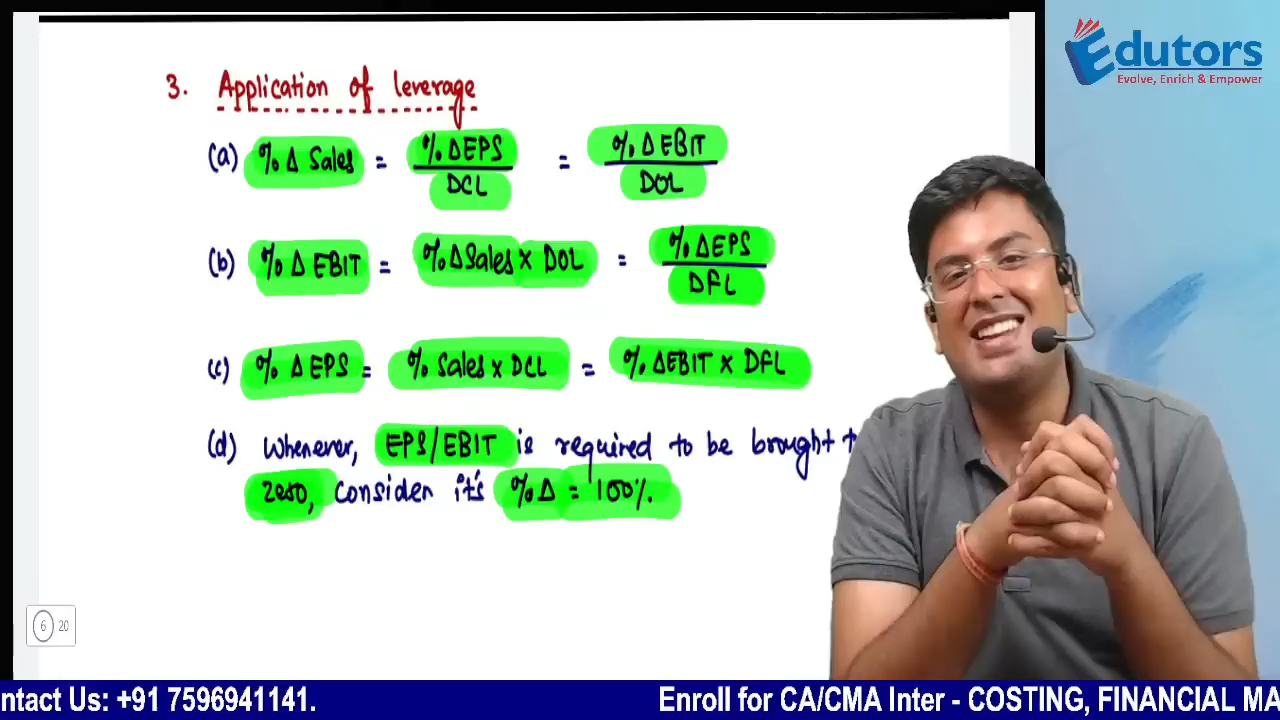 Edutors
Evolve, Enrich & Empower
3. Application of leverage
(a) % Δ Sales = % ΔEPS / DCL = % ΔEBIT / DOL
(b) % Δ EBIT = % ΔSales × DOL = % ΔEPS / DFL
(c) % Δ EPS = % Sales × DCL = % ΔEBIT × DFL
(d) Whenever, EPS/EBIT is required to be brought t
zero, consider it's % Δ = 100%.
6 20
ntact Us: +91 7596941141. Enroll for CA/CMA Inter - COSTING, FINANCIAL MA